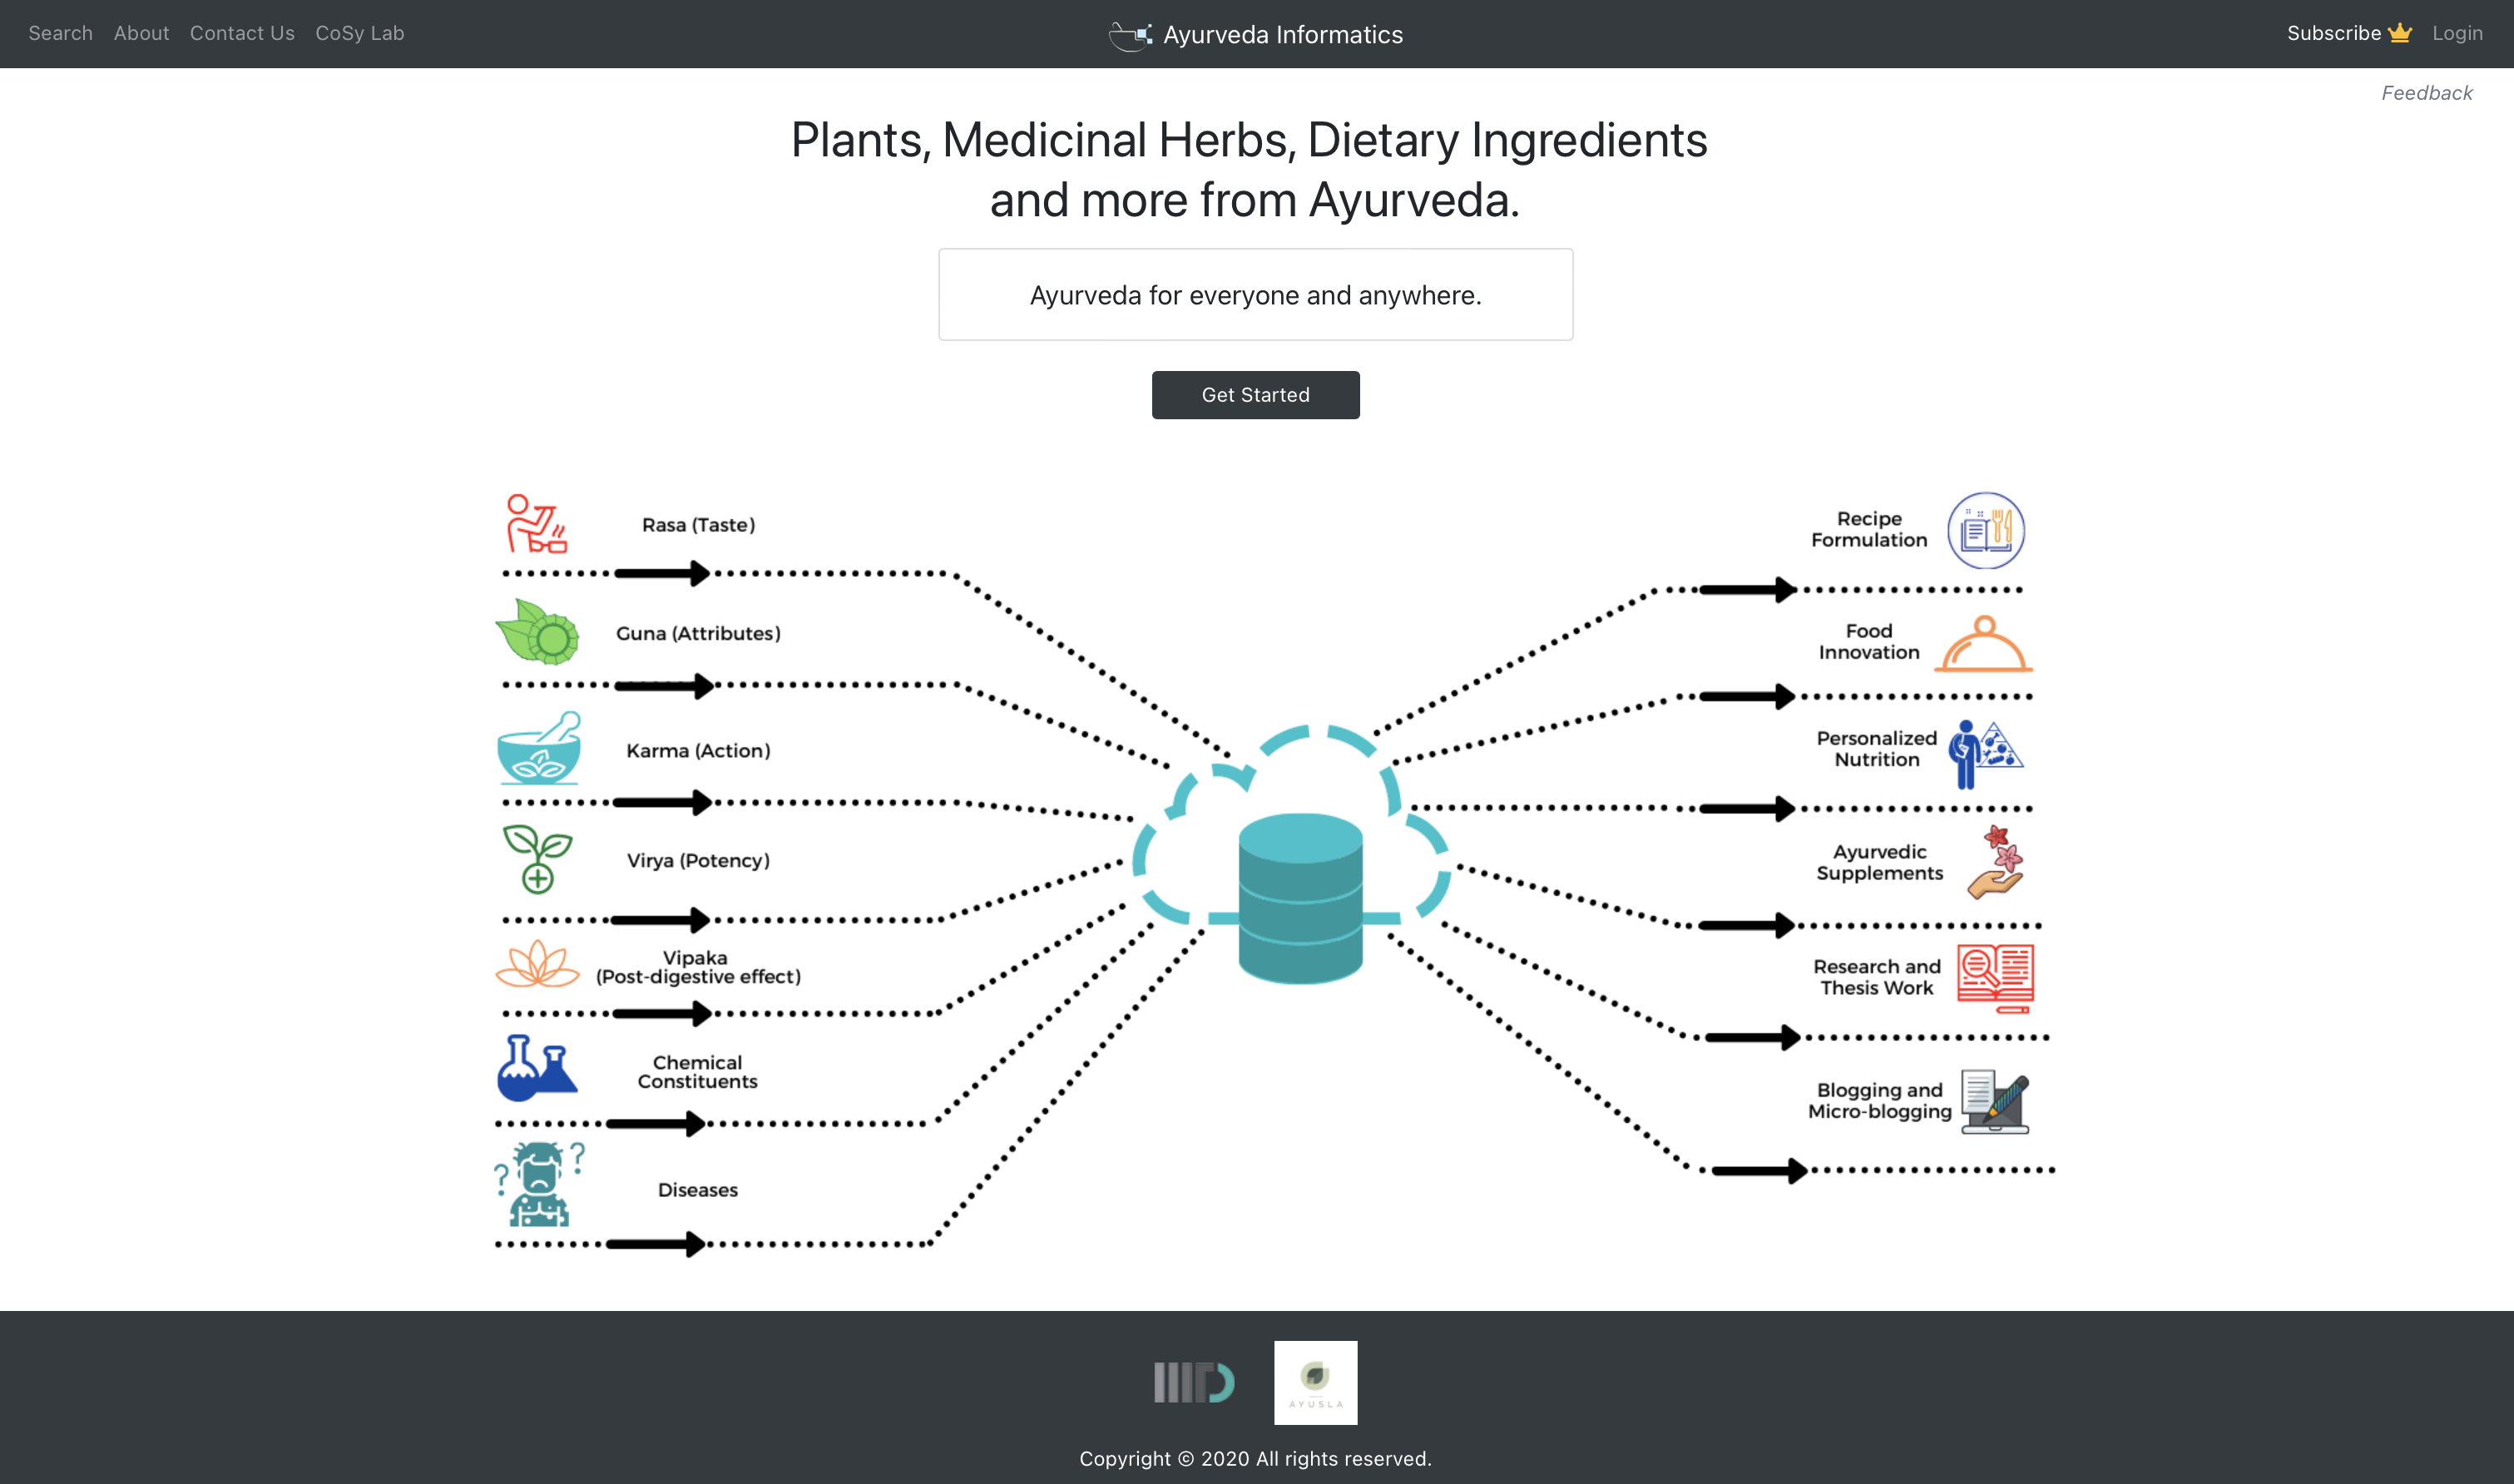 Search About Contact Us CoSy Lab
Ayurveda Informatics
Subscribe Login
Feedback
Plants, Medicinal Herbs, Dietary Ingredients
and more from Ayurveda.
Ayurveda for everyone and anywhere.
Get Started
Rasa (Taste)
Guna (Attributes)
Karma (Action)
Virya (Potency)
Vipaka
(Post-digestive effect)
Chemical
Constituents
? ?
Diseases
Recipe
Formulation
Food
Innovation
Personalized
Nutrition
Ayurvedic
Supplements
Research and
Thesis Work
Blogging and
Micro-blogging
IIITD
AYUSLA
Copyright © 2020 All rights reserved.